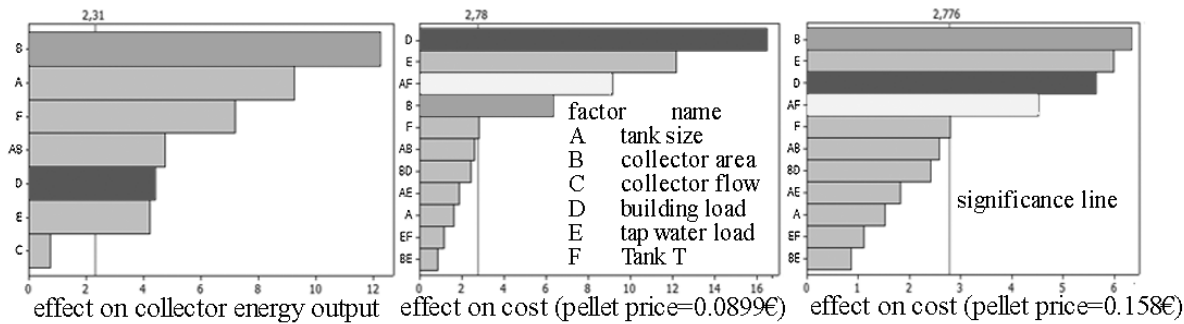 2,31
B
A
F
AB
D
E
C
0 2 4 6 8 10 12
effect on collector energy output
2,78
D
E
AF
B
F
AB
BD
AE
A
EF
BE
factor name
A tank size
B collector area
C collector flow
D building load
E tap water load
F Tank T
0 2 4 6 8 10 12 14 16
effect on cost (pellet price=0.0899€)
2,776
B
E
D
AF
F
AB
BD
AE
A
EF
BE
significance line
0 1 2 3 4 5 6
effect on cost (pellet price=0.158€)